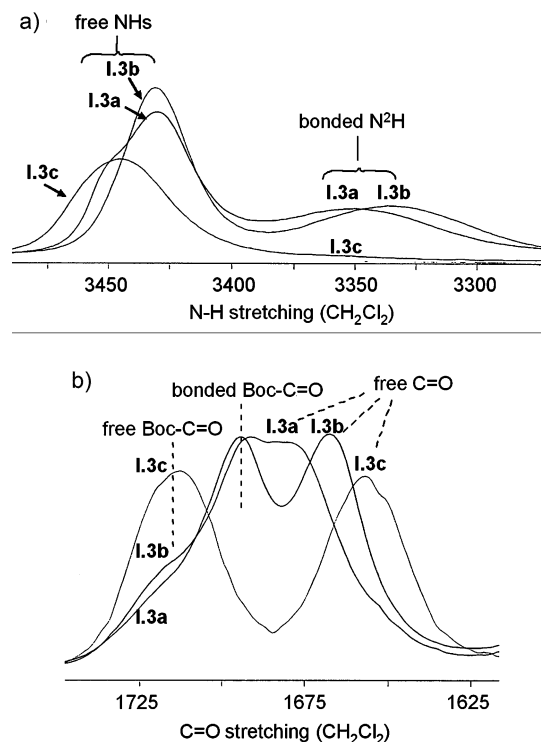 a)
free NHs
I.3b
I.3a
bonded N²H
I.3c
I.3a I.3b
I.3c
3450 3400 3350 3300
N-H stretching (CH₂Cl₂)
b)
bonded Boc-C=O
free C=O
free Boc-C=O
I.3a I.3b
I.3c
I.3c
I.3b
I.3a
1725 1675 1625
C=O stretching (CH₂Cl₂)